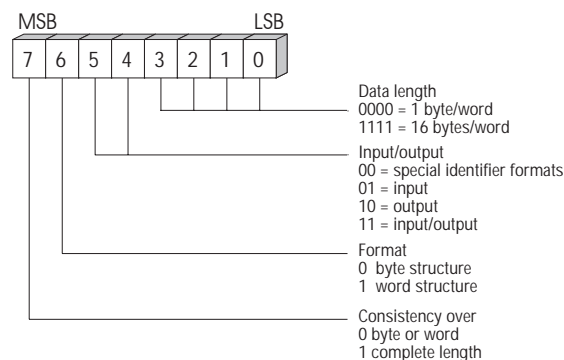 MSB LSB
7 6 5 4 3 2 1 0
Data length
0000 = 1 byte/word
1111 = 16 bytes/word
Input/output
00 = special identifier formats
01 = input
10 = output
11 = input/output
Format
0 byte structure
1 word structure
Consistency over
0 byte or word
1 complete length